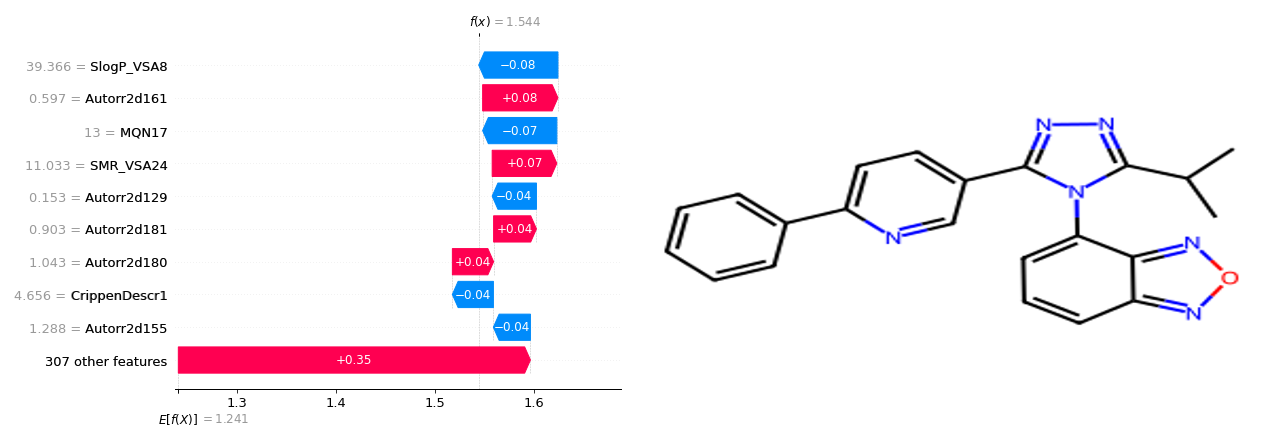 f(x) = 1.544
39.366 = SlogP_VSA8
−0.08
0.597 = Autorr2d161
+0.08
13 = MQN17
−0.07
11.033 = SMR_VSA24
+0.07
0.153 = Autorr2d129
−0.04
0.903 = Autorr2d181
+0.04
1.043 = Autorr2d180
+0.04
4.656 = CrippenDescr1
−0.04
1.288 = Autorr2d155
−0.04
307 other features
+0.35
1.3 1.4 1.5 1.6
E[f(X)] = 1.241
N N
N
N
N
O
N